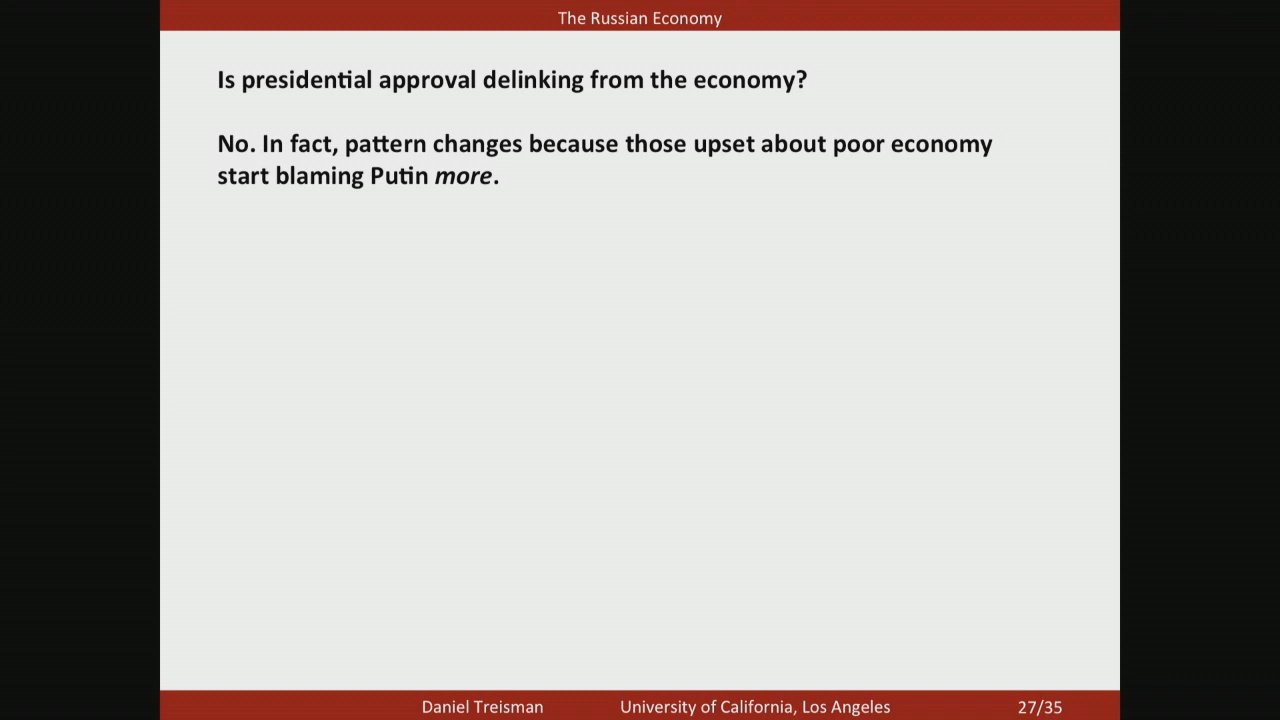 The Russian Economy
Is presidential approval delinking from the economy?
No. In fact, pattern changes because those upset about poor economy
start blaming Putin more.
Daniel Treisman University of California, Los Angeles 27/35